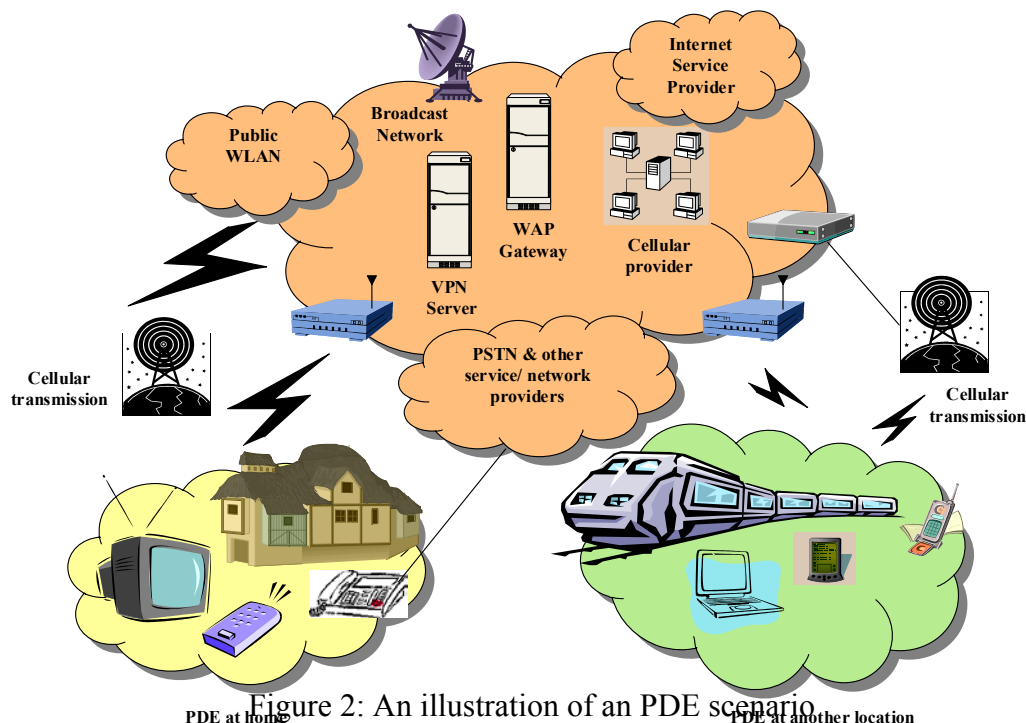 Internet
Service
Provider
Broadcast
Network
Public
WLAN
WAP
Gateway
Cellular
provider
VPN
Server
PSTN & other
service/ network
providers
Cellular
transmission
Cellular
transmission
PDE at home
PDE at another location
Figure 2: An illustration of an PDE scenario